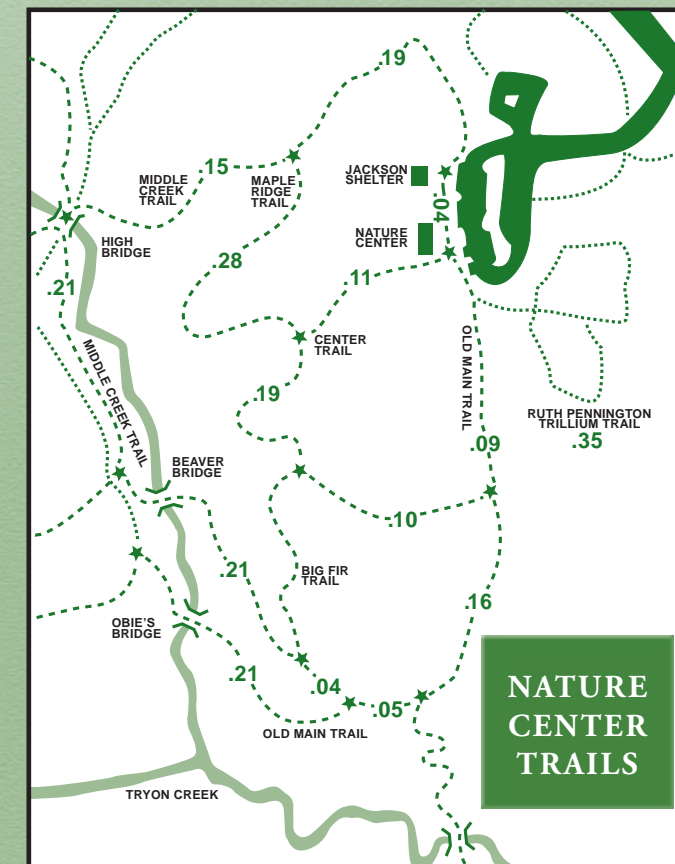 .19
.15
MIDDLE
CREEK
TRAIL
MAPLE
RIDGE
TRAIL
JACKSON
SHELTER
.04
NATURE
CENTER
HIGH
BRIDGE
.28
.11
.21
CENTER
TRAIL
MIDDLE CREEK TRAIL
OLD MAIN TRAIL
.19
RUTH PENNINGTON
TRILLIUM TRAIL
.35
.09
BEAVER
BRIDGE
.10
.21
BIG FIR
TRAIL
.16
OBIE'S
BRIDGE
.21
.04
.05
OLD MAIN TRAIL
NATURE
CENTER
TRAILS
TRYON CREEK